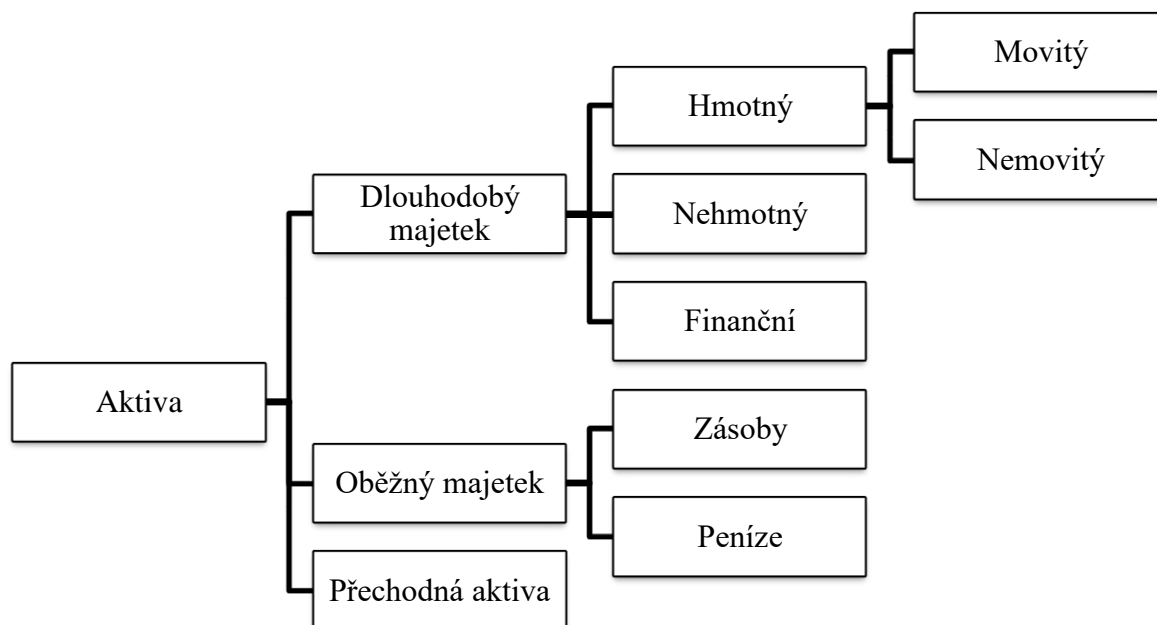 Movitý
Hmotný
Nemovitý
Dlouhodobý
majetek
Nehmotný
Finanční
Aktiva
Zásoby
Oběžný majetek
Peníze
Přechodná aktiva